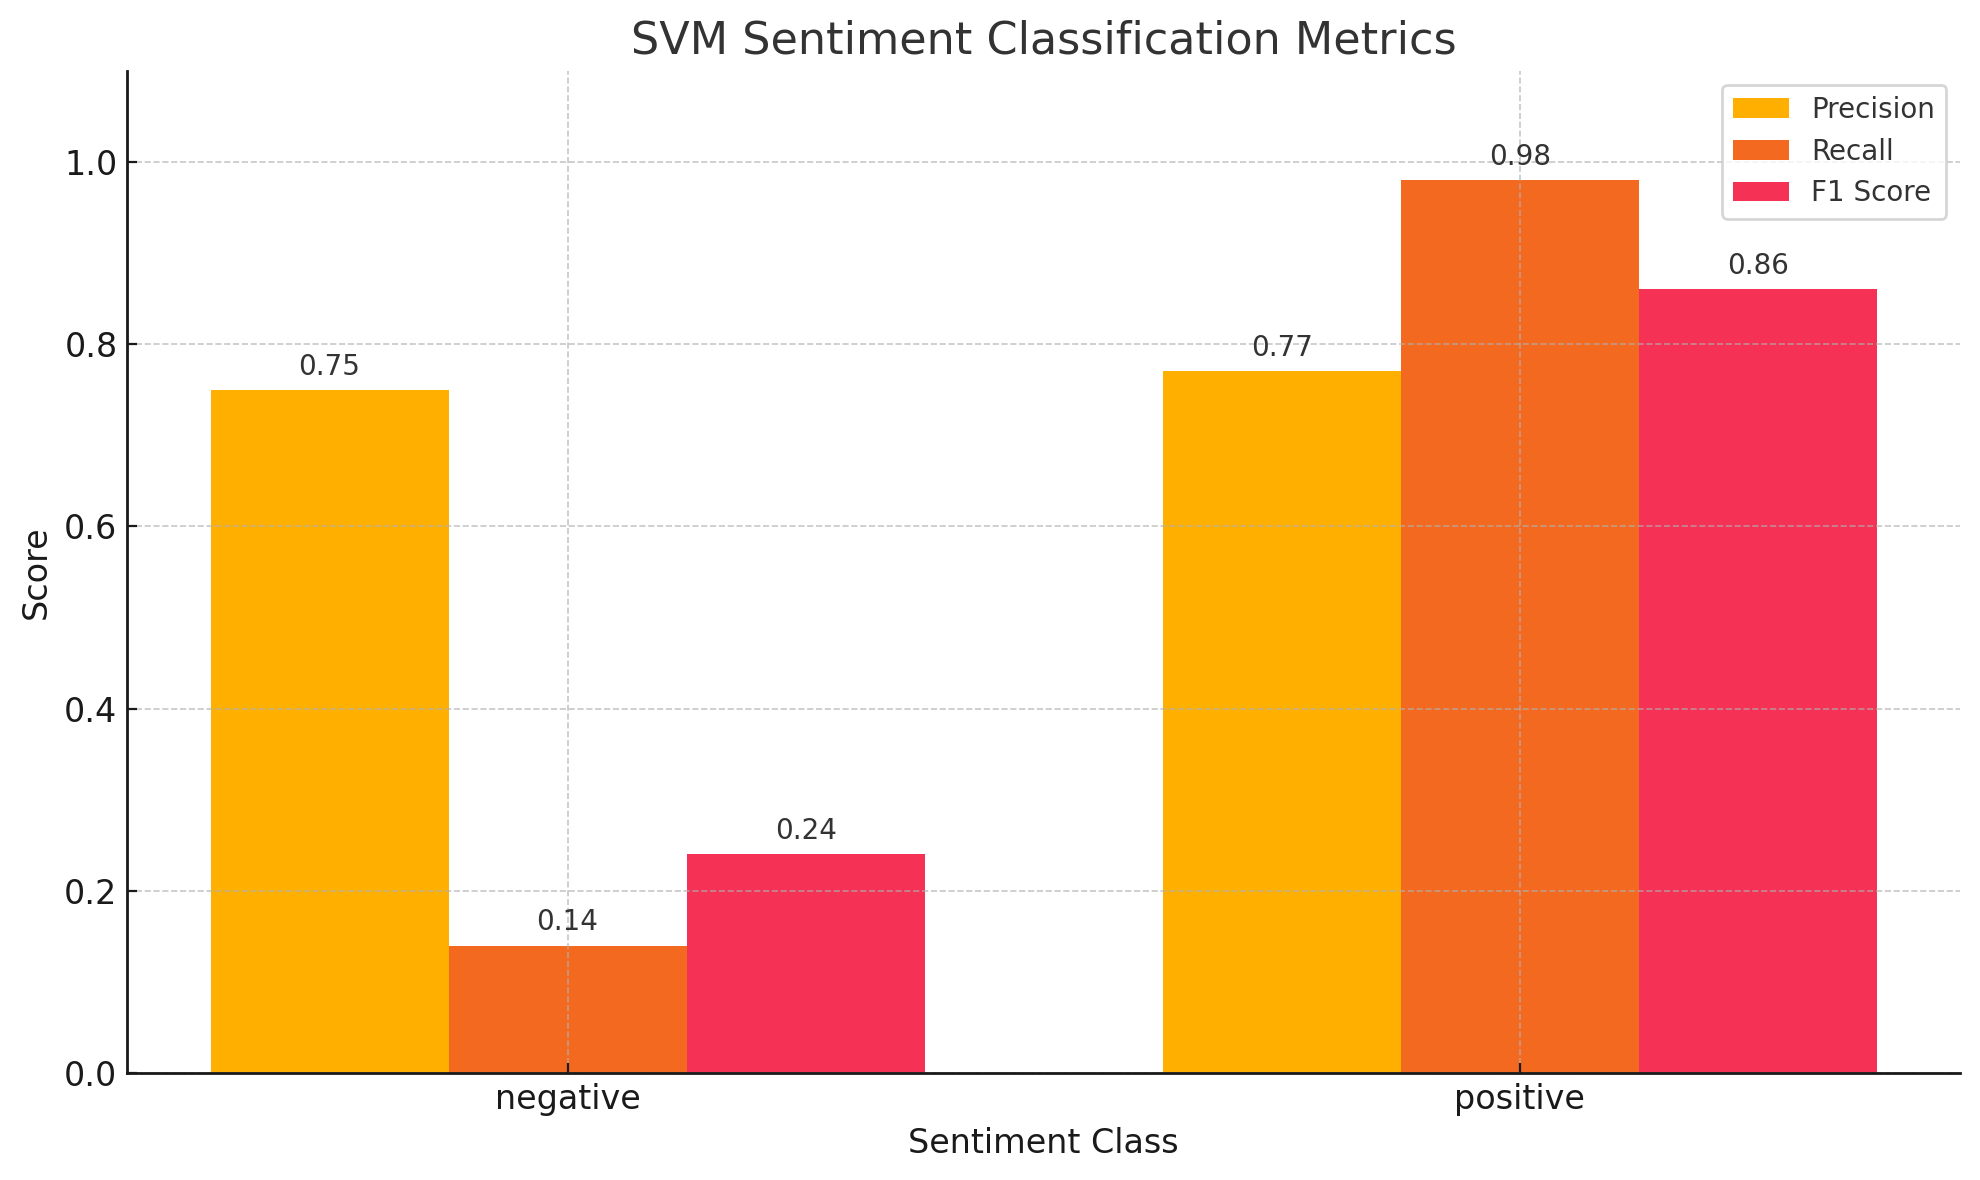 SVM Sentiment Classification Metrics
Precision
Recall
F1 Score
1.0
0.8
0.6
0.4
0.2
0.0
Score
0.75
0.14
0.24
0.77
0.98
0.86
negative
positive
Sentiment Class